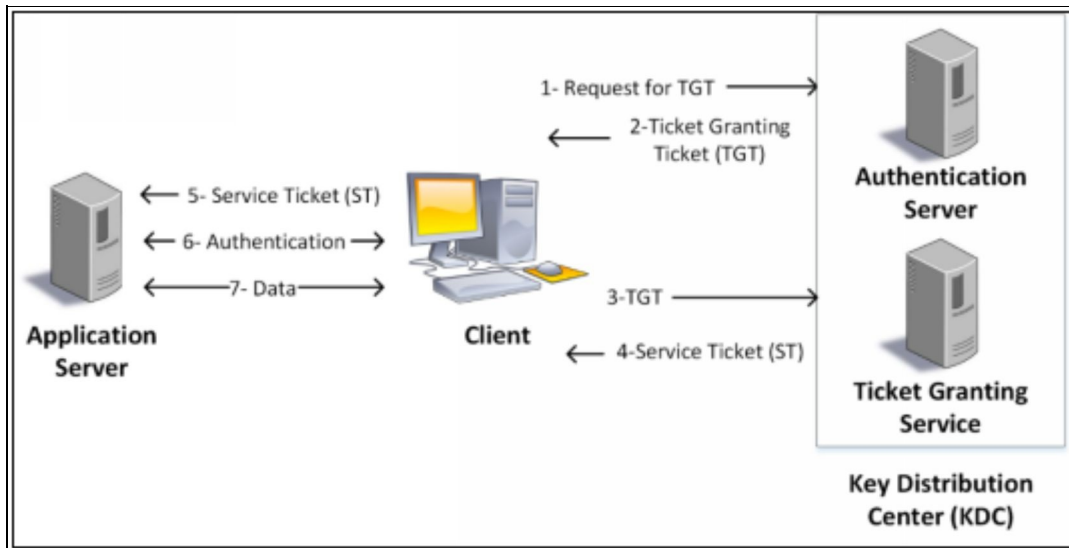 1- Request for TGT
2-Ticket Granting
Ticket (TGT)
Authentication
Server
5- Service Ticket (ST)
6- Authentication
7- Data
Application
Server
Client
3-TGT
4-Service Ticket (ST)
Ticket Granting
Service
Key Distribution
Center (KDC)